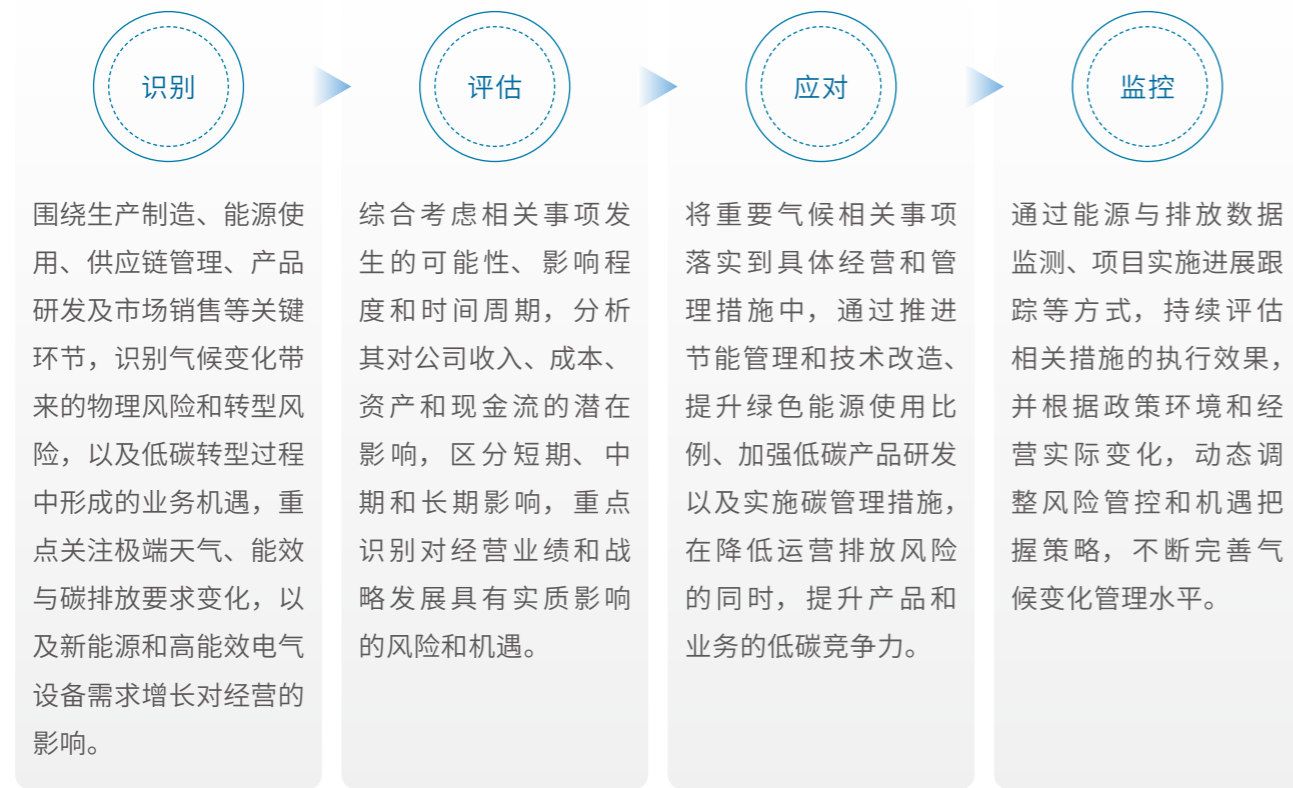 识别
围绕生产制造、能源使
用、供应链管理、产品
研发及市场销售等关键
环节，识别气候变化带
来的物理风险和转型风
险，以及低碳转型过程
中形成的业务机遇，重
点关注极端天气、能效
与碳排放要求变化，以
及新能源和高能效电气
设备需求增长对经营的
影响。
评估
综合考虑相关事项发
生的可能性、影响程
度和时间周期，分析
其对公司收入、成本、
资产和现金流的潜在
影响，区分短期、中
期和长期影响，重点
识别对经营业绩和战
略发展具有实质影响
的风险和机遇。
应对
将重要气候相关事项
落实到具体经营和管
理措施中，通过推进
节能管理和技术改造、
提升绿色能源使用比
例、加强低碳产品研发
以及实施碳管理措施，
在降低运营排放风险
的同时，提升产品和
业务的低碳竞争力。
监控
通过能源与排放数据
监测、项目实施进展跟
踪等方式，持续评估
相关措施的执行效果，
并根据政策环境和经
营实际变化，动态调
整风险管控和机遇把
握策略，不断完善气
候变化管理水平。